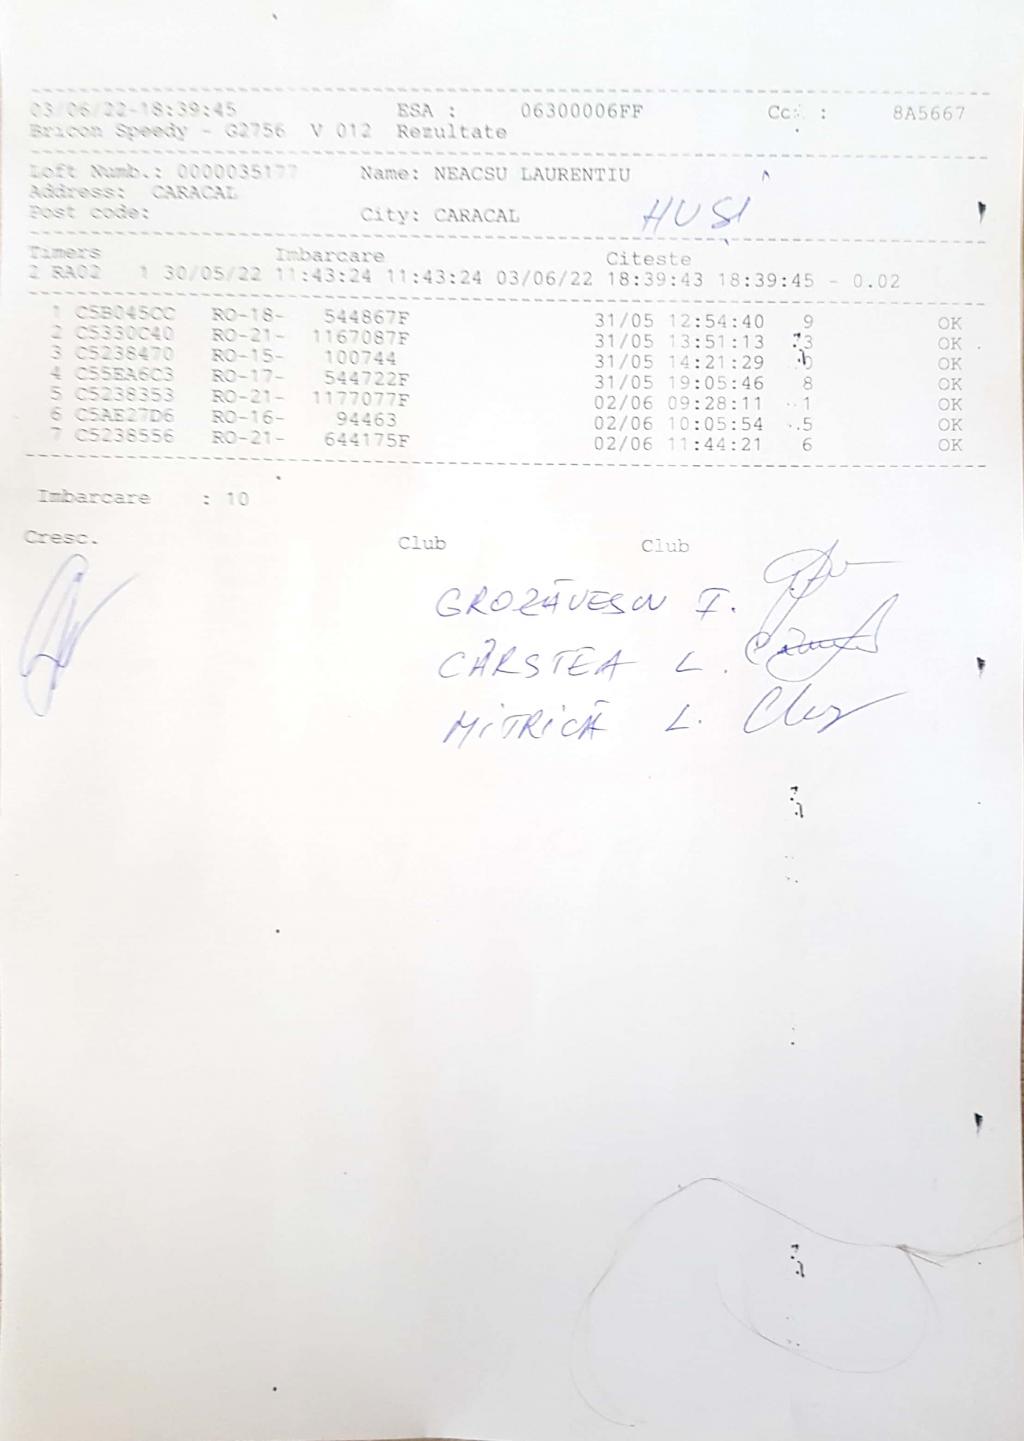 03/06/22-18:39:45 ESA : 06300006FF : 8A5667
Bricon Speedy - G2756 V 012 Rezultate
Loft Numb.: 0000035177 Name: NEACSU LAURENTIU
Address: CARACAL
Post code: City: CARACAL HUSI
Timers Imbarcare Citeste
2 RA02 1 30/05/22 11:43:24 11:43:24 03/06/22 18:39:43 18:39:45 - 0.02
1 C5B045CC RO-18- 544867F 31/05 12:54:40 9 OK
2 C5330C40 RO-21- 1167087F 31/05 13:51:13 3 OK
3 C5238470 RO-15- 100744 31/05 14:21:29 OK
4 C55EA6C3 RO-17- 544722F 31/05 19:05:46 8 OK
5 C5238353 RO-21- 1177077F 02/06 09:28:11 1 OK
6 C5AE27D6 RO-16- 94463 02/06 10:05:54 5 OK
7 C5238556 RO-21- 644175F 02/06 11:44:21 6 OK
Imbarcare : 10
Cresc. Club Club
GROZĂVESCU I.
CÂRSTEA L.
MITRICĂ L.